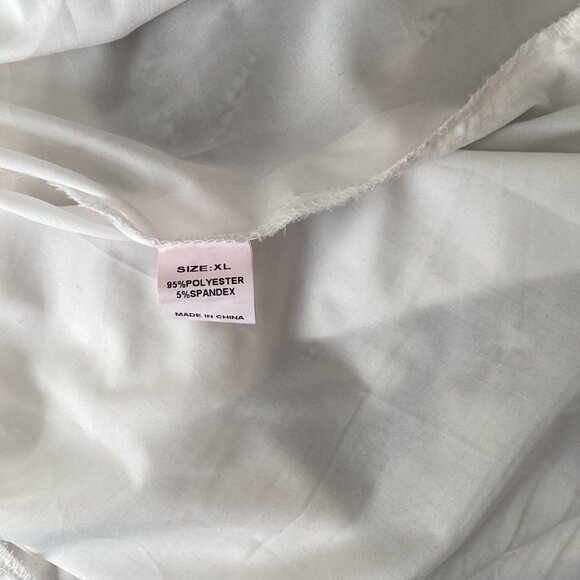 SIZE:XL
95%POLYESTER
5%SPANDEX
MADE IN CHINA